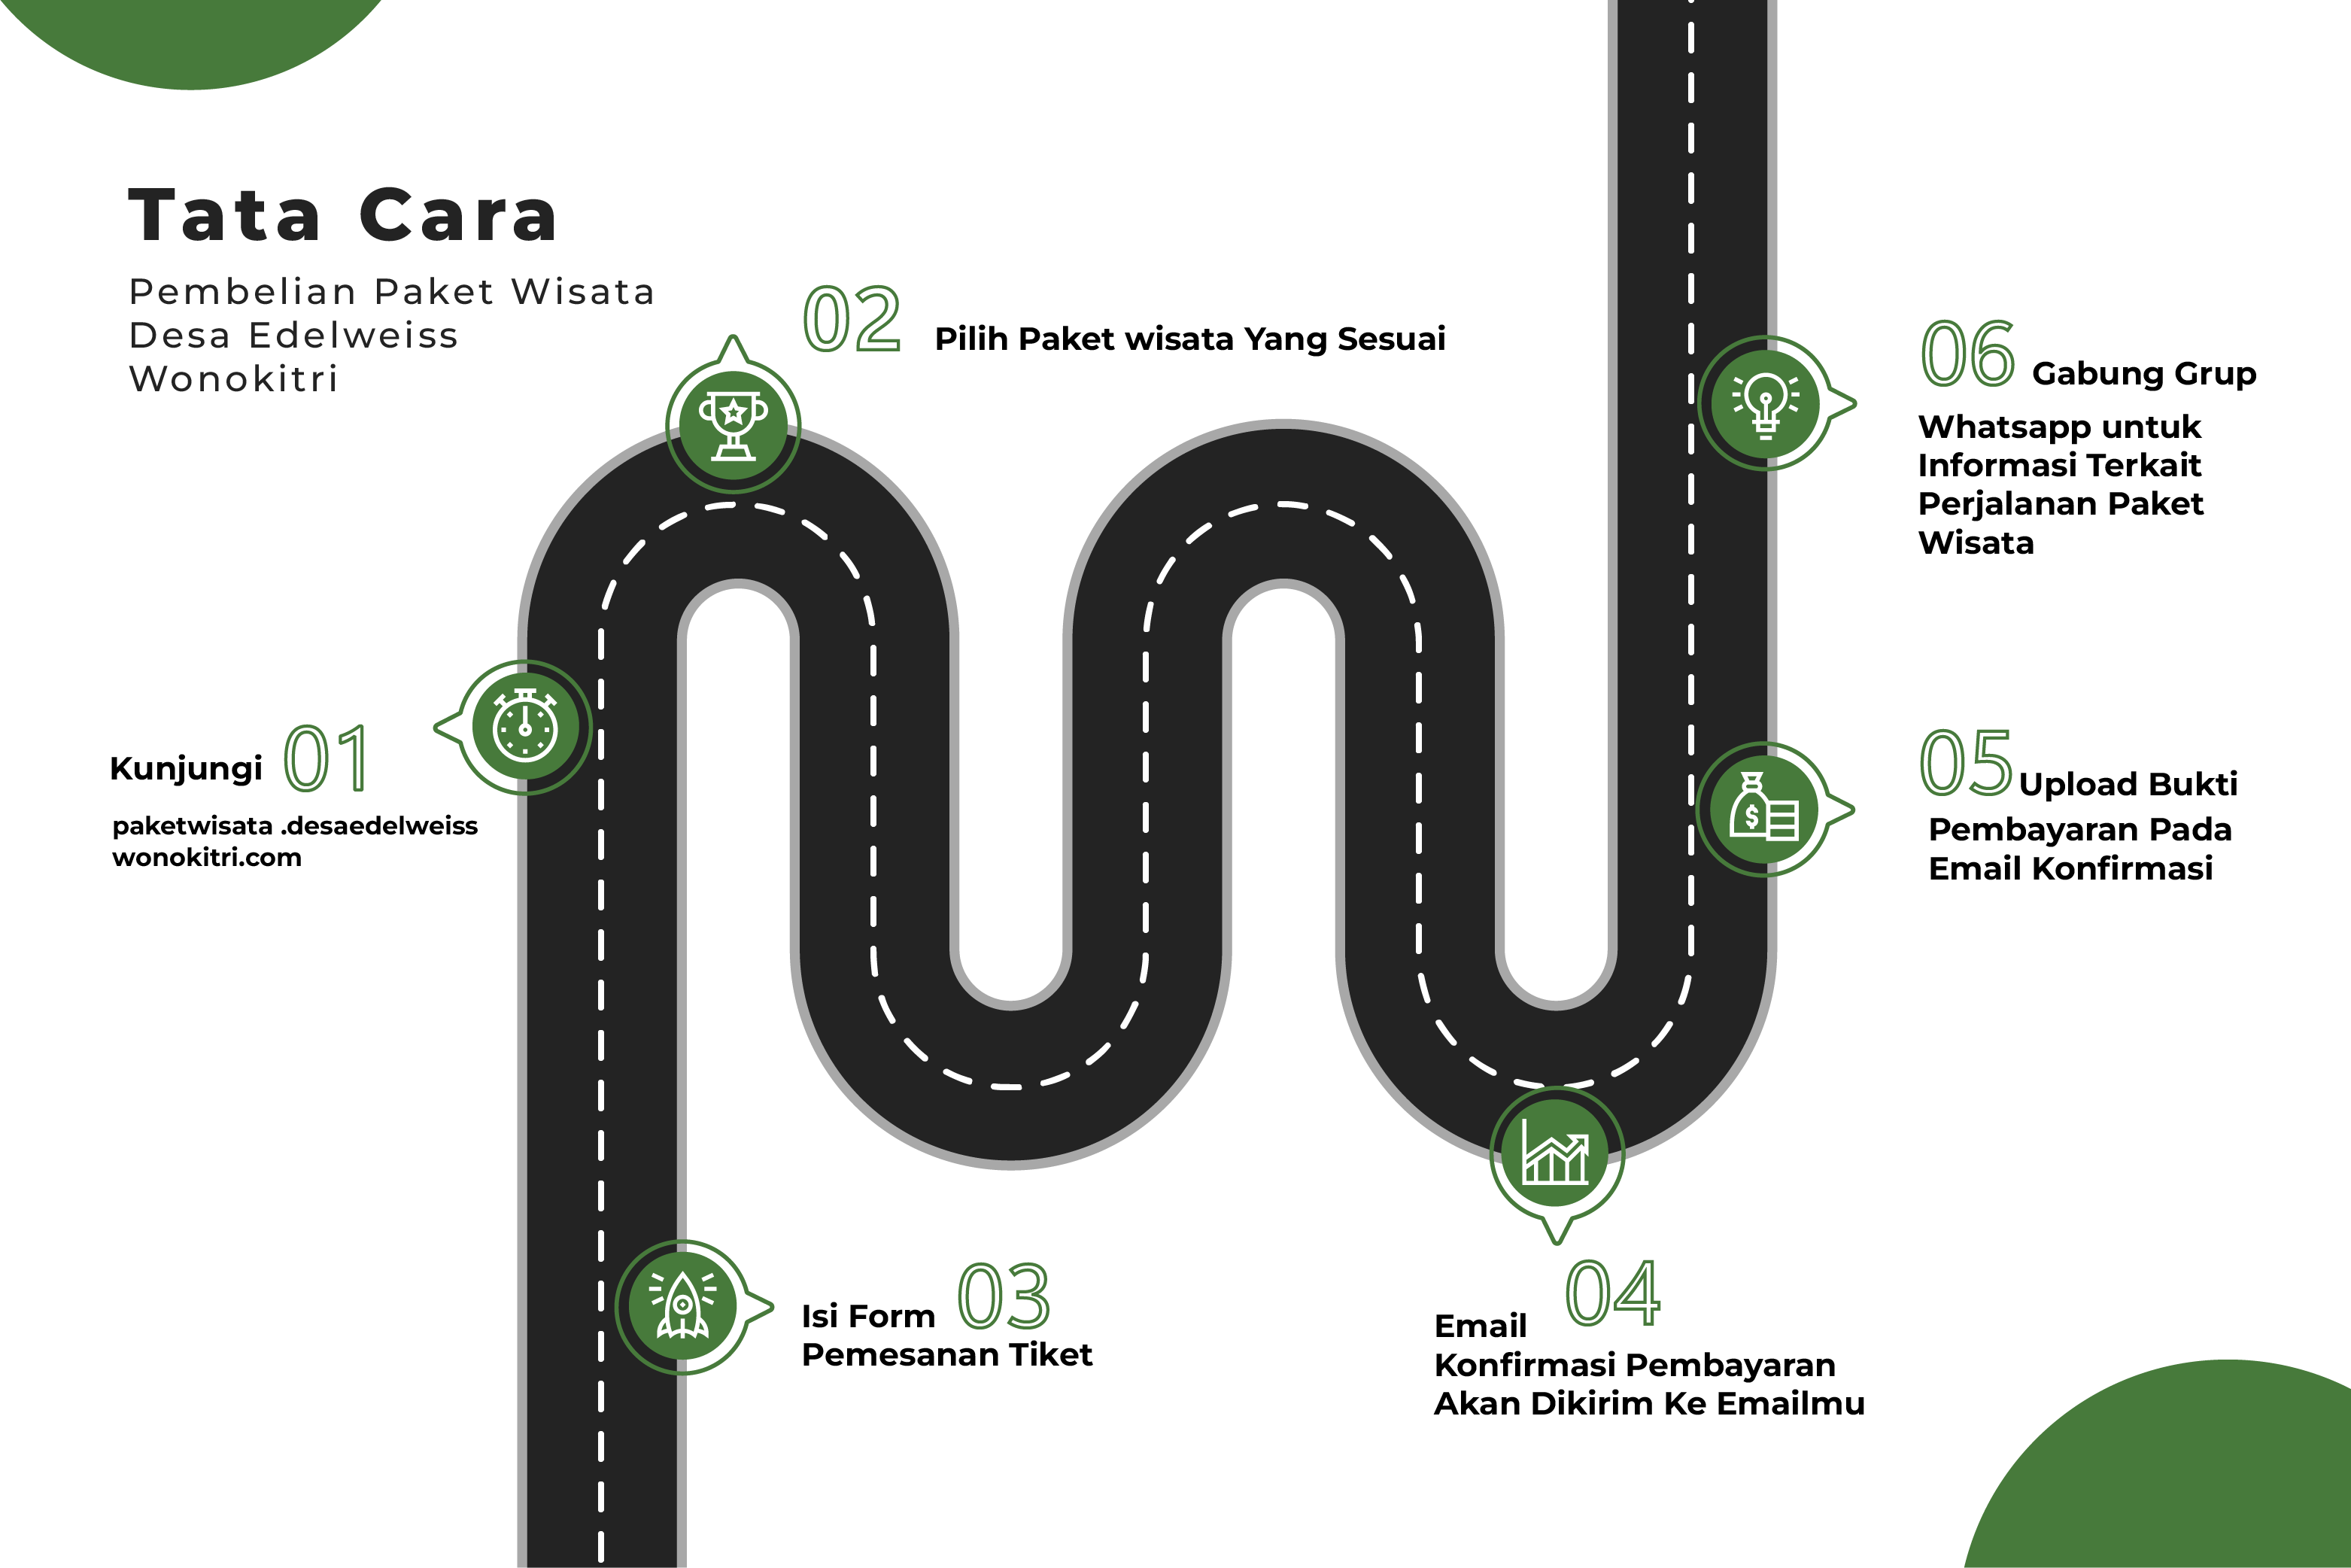 Tata Cara
Pembelian Paket Wisata
Desa Edelweiss
Wonokitri
Kunjungi 01
paketwisata .desaedelweiss
wonokitri.com
02 Pilih Paket wisata Yang Sesuai
Isi Form 03
Pemesanan Tiket
04
Email
Konfirmasi Pembayaran
Akan Dikirim Ke Emailmu
05 Upload Bukti
Pembayaran Pada
Email Konfirmasi
06 Gabung Grup
Whatsapp untuk
Informasi Terkait
Perjalanan Paket
Wisata